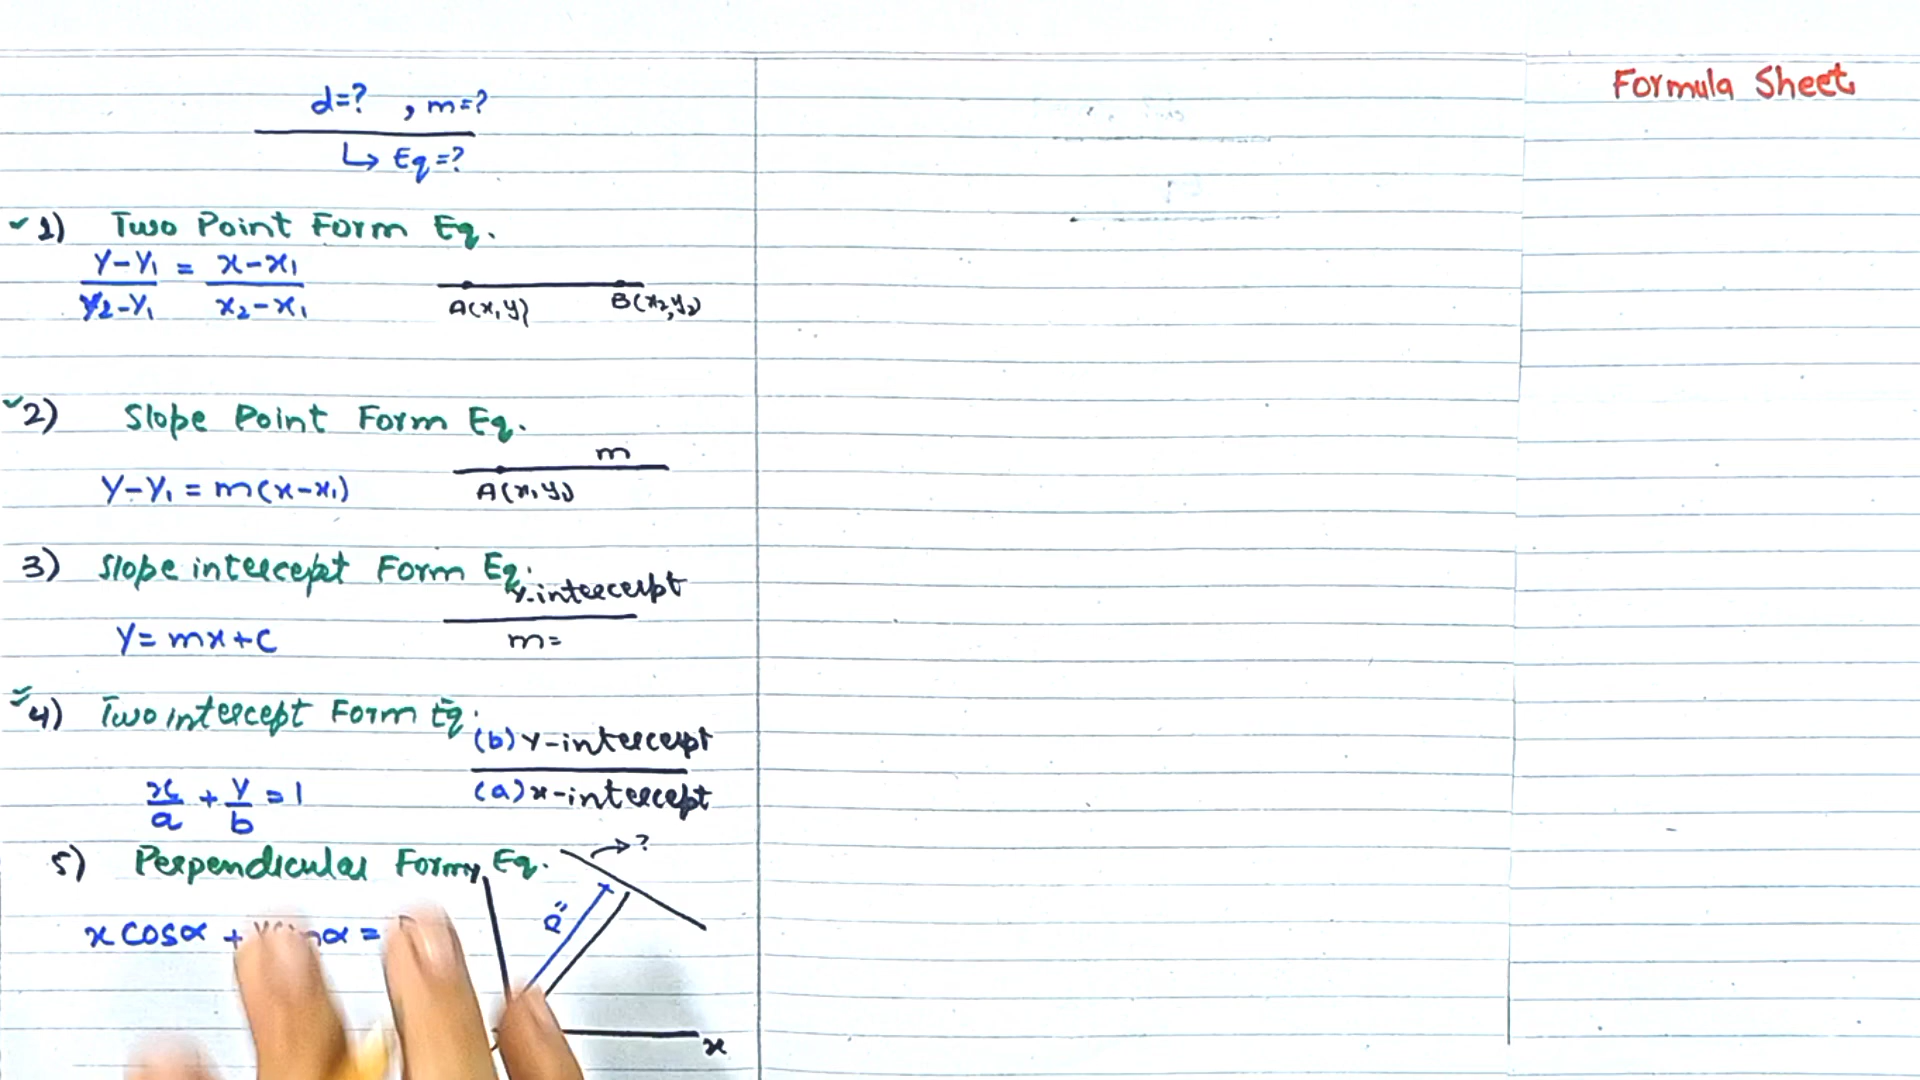 Formula Sheet
d=? , m=?
↳ Eq=?
1) Two Point Form Eq.
y-y₁ = x-x₁
y₂-y₁ x₂-x₁
A(x,y) B(x₂,y₂)
2) Slope Point Form Eq.
m
y-y₁ = m(x-x₁)
3) Slope intercept Form Eq.
y-intercept
y=mx+c
m=
4) Two intercept Form Eq.
(b) y-intercept
(a) x-intercept
x/a + y/b = 1
5) Perpendicular Form Eq.
→?
y
x cosα + α =
x